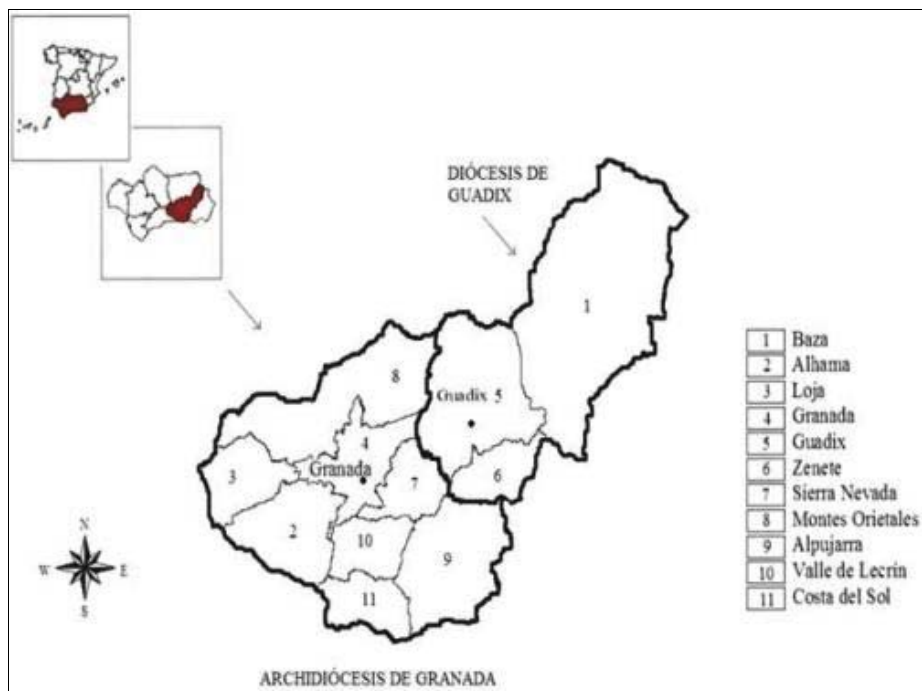 DIÓCESIS DE
GUADIX
1
8
Guadix 5
4
Granada
3
7
6
2
10
9
11
1 Baza
2 Alhama
3 Loja
4 Granada
5 Guadix
6 Zenete
7 Sierra Nevada
8 Montes Orietales
9 Alpujarra
10 Valle de Lecrin
11 Costa del Sol
N
W E
S
ARCHIDIÓCESIS DE GRANADA